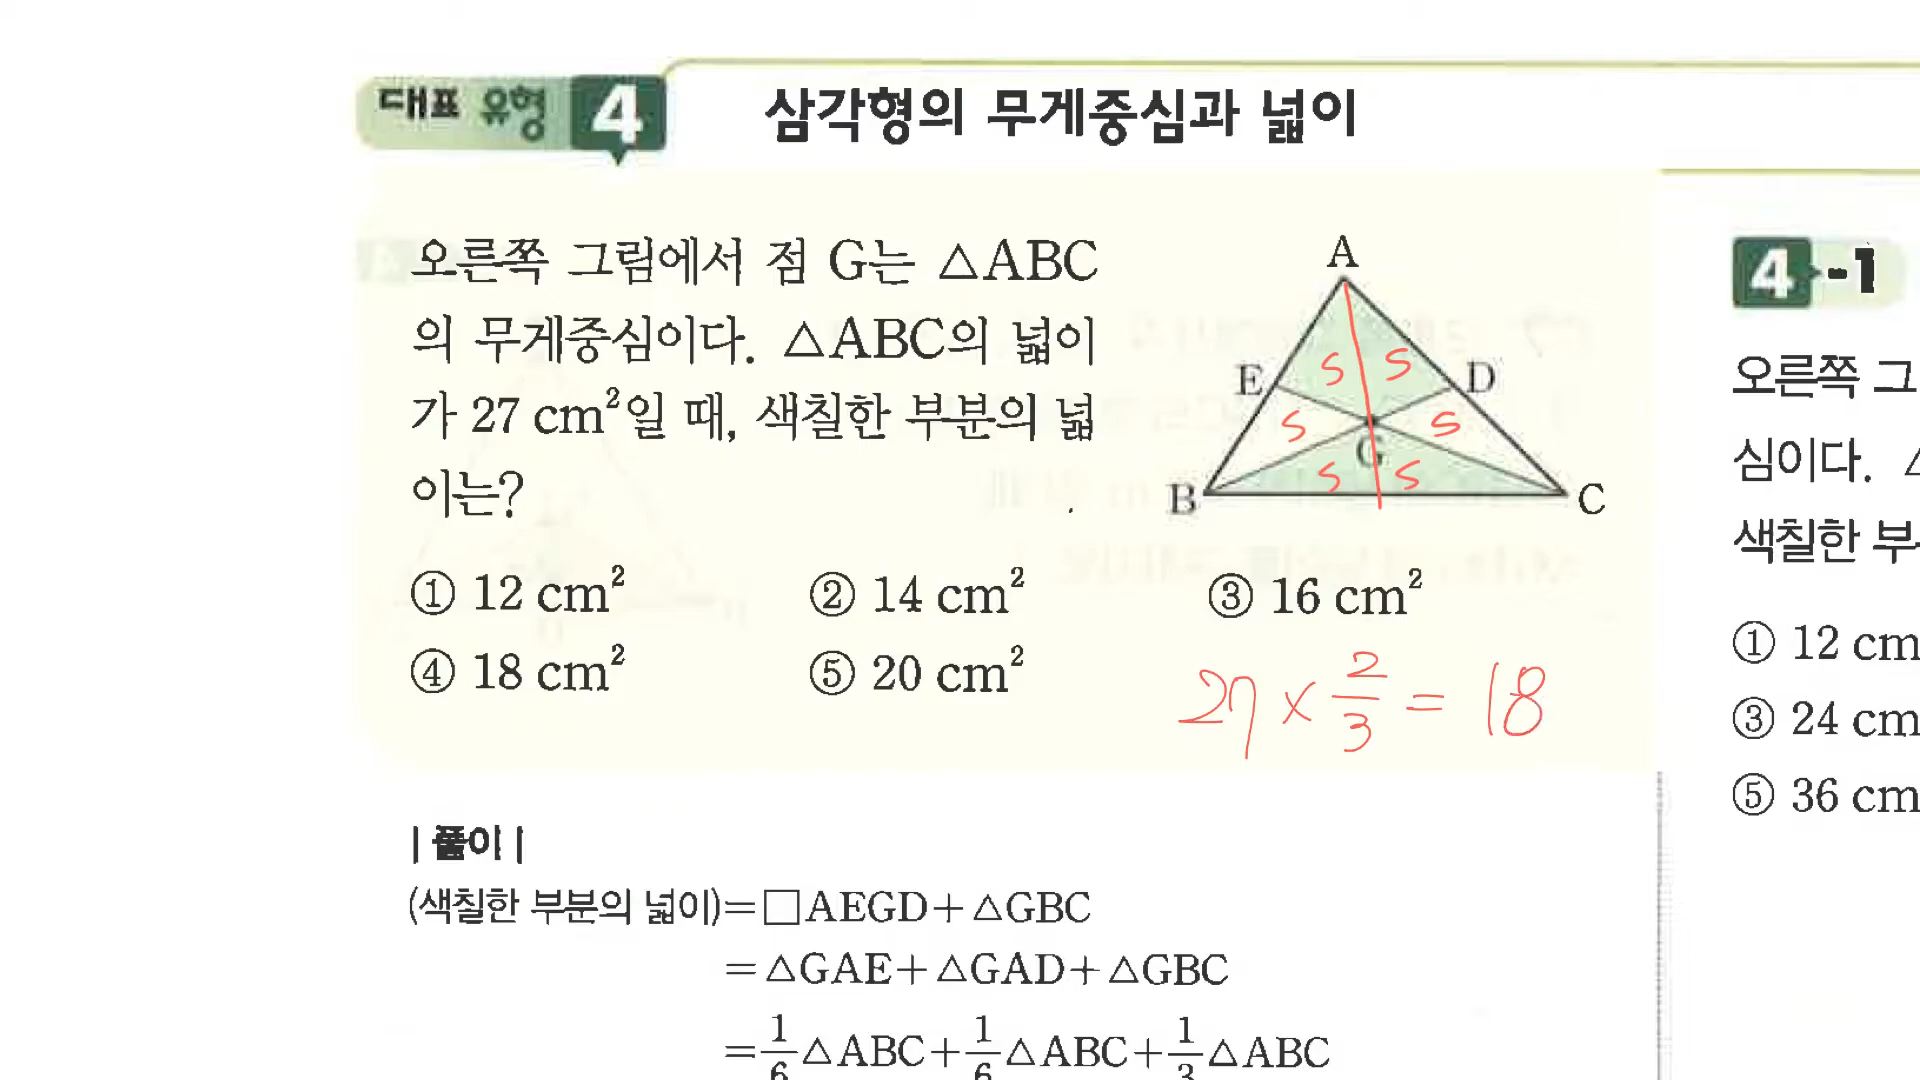 대표 유형 4 삼각형의 무게중심과 넓이
오른쪽 그림에서 점 G는 △ABC
의 무게중심이다. △ABC의 넓이
가 27 cm²일 때, 색칠한 부분의 넓
이는?
A
E
D
G
B
C
S S
S S
S S
① 12 cm² ② 14 cm² ③ 16 cm²
④ 18 cm² ⑤ 20 cm²
27 × 2/3 = 18
| 풀이 |
(색칠한 부분의 넓이)=□AEGD+△GBC
=△GAE+△GAD+△GBC
=1/6△ABC+1/6△ABC+1/3△ABC
4-1
오른쪽 그
심이다. △
색칠한 부
① 12 cm
③ 24 cm
⑤ 36 cm